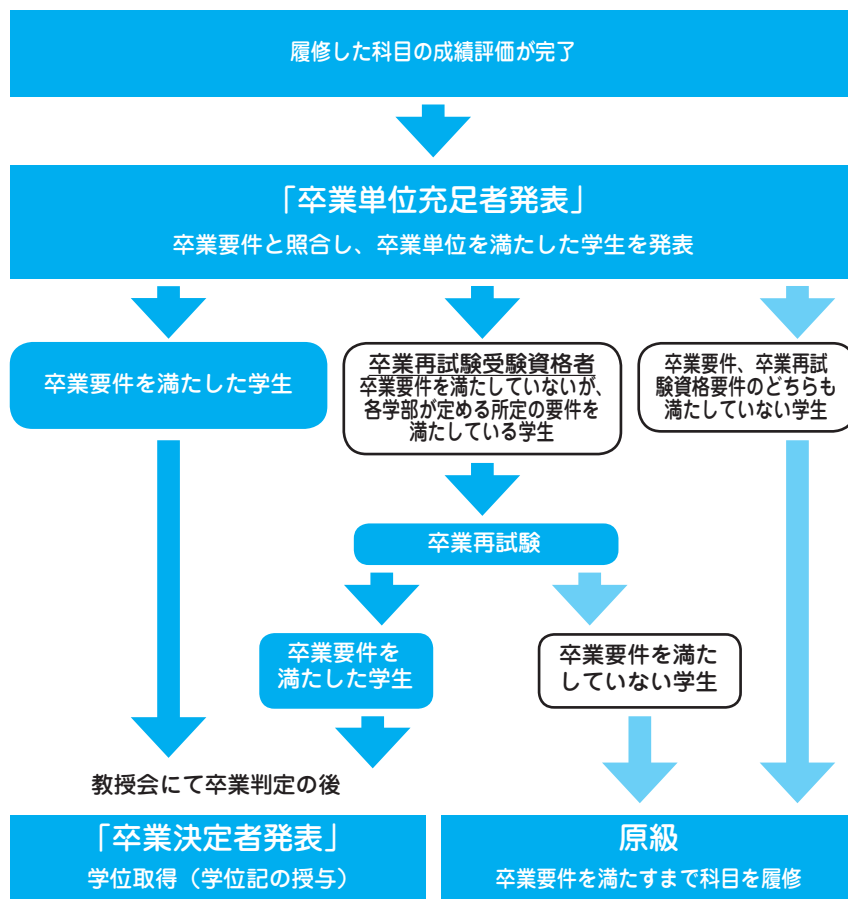 履修した科目の成績評価が完了
「卒業単位充足者発表」
卒業要件と照合し、卒業単位を満たした学生を発表
卒業要件を満たした学生
卒業再試験受験資格者
卒業要件を満たしていないが、
各学部が定める所定の要件を
満たしている学生
卒業要件、卒業再試
験資格要件のどちらも
満たしていない学生
卒業再試験
卒業要件を
満たした学生
卒業要件を満た
していない学生
教授会にて卒業判定の後
「卒業決定者発表」
学位取得（学位記の授与）
原級
卒業要件を満たすまで科目を履修